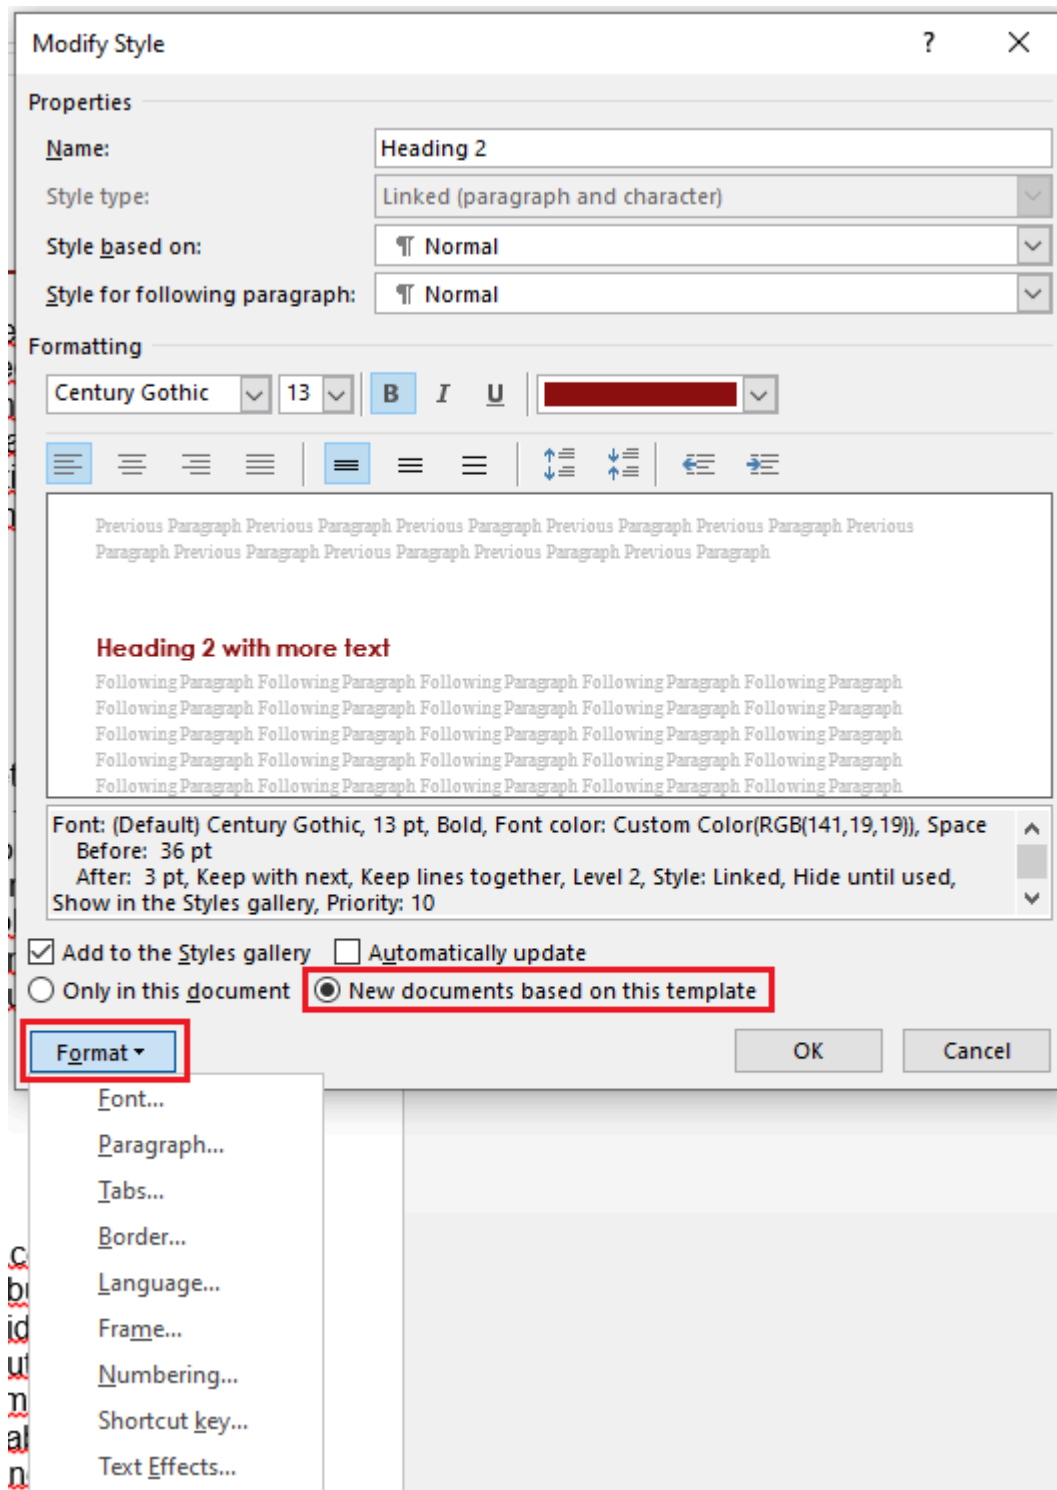 Modify Style ?
Properties
Name: Heading 2
Style type: Linked (paragraph and character)
Style based on: ¶ Normal
Style for following paragraph: ¶ Normal
Formatting
Century Gothic 13 B I U
Previous Paragraph Previous Paragraph Previous Paragraph Previous Paragraph Previous Paragraph Previous
Paragraph Previous Paragraph Previous Paragraph Previous Paragraph Previous Paragraph
Heading 2 with more text
Following Paragraph Following Paragraph Following Paragraph Following Paragraph Following Paragraph
Following Paragraph Following Paragraph Following Paragraph Following Paragraph Following Paragraph
Following Paragraph Following Paragraph Following Paragraph Following Paragraph Following Paragraph
Following Paragraph Following Paragraph Following Paragraph Following Paragraph Following Paragraph
Following Paragraph Following Paragraph Following Paragraph Following Paragraph Following Paragraph
Font: (Default) Century Gothic, 13 pt, Bold, Font color: Custom Color(RGB(141,19,19)), Space
Before: 36 pt
After: 3 pt, Keep with next, Keep lines together, Level 2, Style: Linked, Hide until used,
Show in the Styles gallery, Priority: 10
Add to the Styles gallery Automatically update
Only in this document New documents based on this template
Format OK Cancel
Font...
Paragraph...
Tabs...
Border...
Language...
Frame...
Numbering...
Shortcut key...
Text Effects...